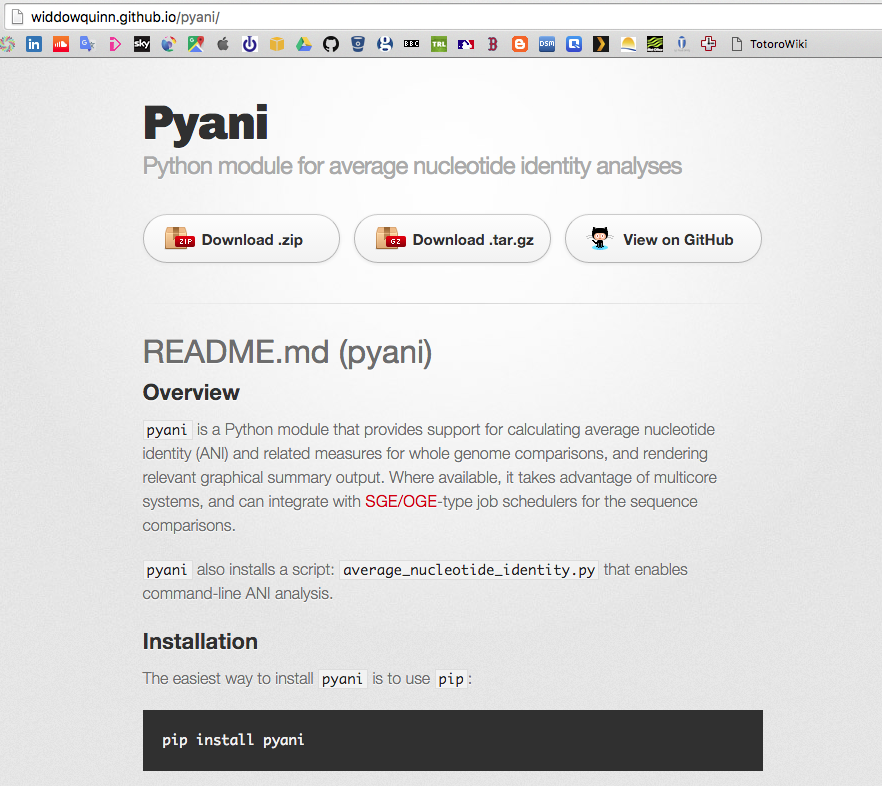 widdowquinn.github.io/pyani/
sky
BBC
TRL
B
DSM
TotoroWiki
Pyani
Python module for average nucleotide identity analyses
ZIP Download .zip
GZ Download .tar.gz
View on GitHub
README.md (pyani)
Overview
pyani is a Python module that provides support for calculating average nucleotide
identity (ANI) and related measures for whole genome comparisons, and rendering
relevant graphical summary output. Where available, it takes advantage of multicore
systems, and can integrate with SGE/OGE-type job schedulers for the sequence
comparisons.
pyani also installs a script: average_nucleotide_identity.py that enables
command-line ANI analysis.
Installation
The easiest way to install pyani is to use pip:
pip install pyani